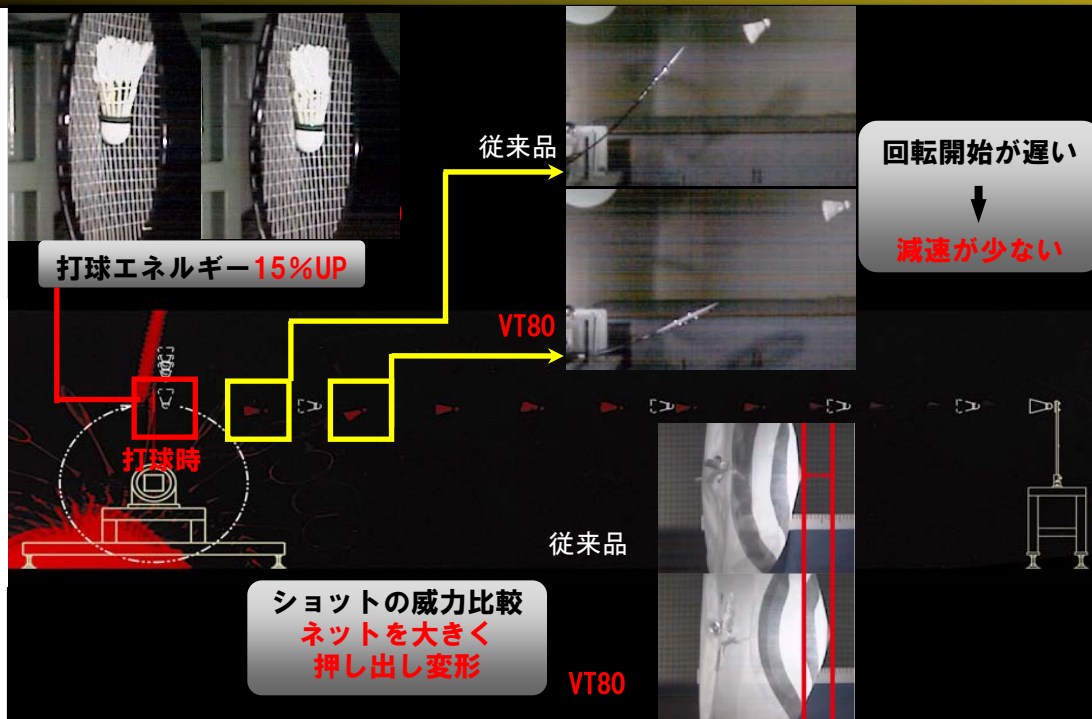 従来品
回転開始が遅い
減速が少ない
打球エネルギー15%UP
VT80
打球時
従来品
ショットの威力比較
ネットを大きく
押し出し変形
VT80